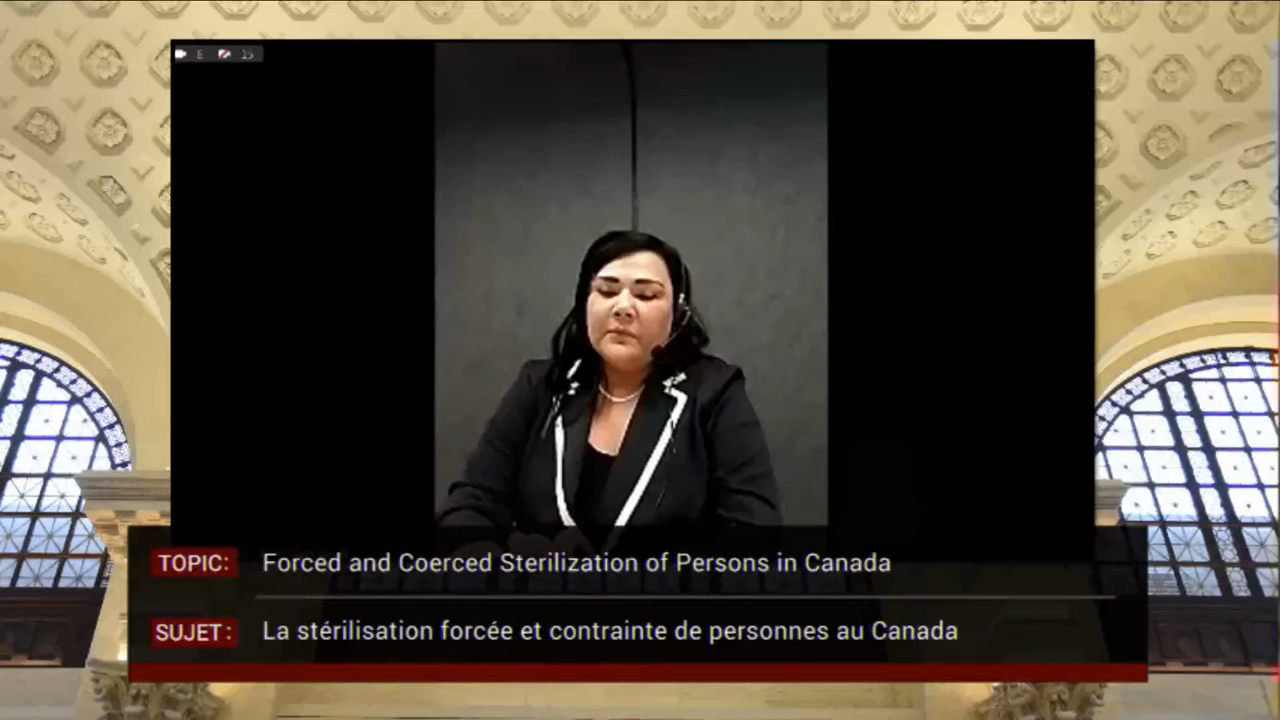 TOPIC: Forced and Coerced Sterilization of Persons in Canada
SUJET: La stérilisation forcée et contrainte de personnes au Canada